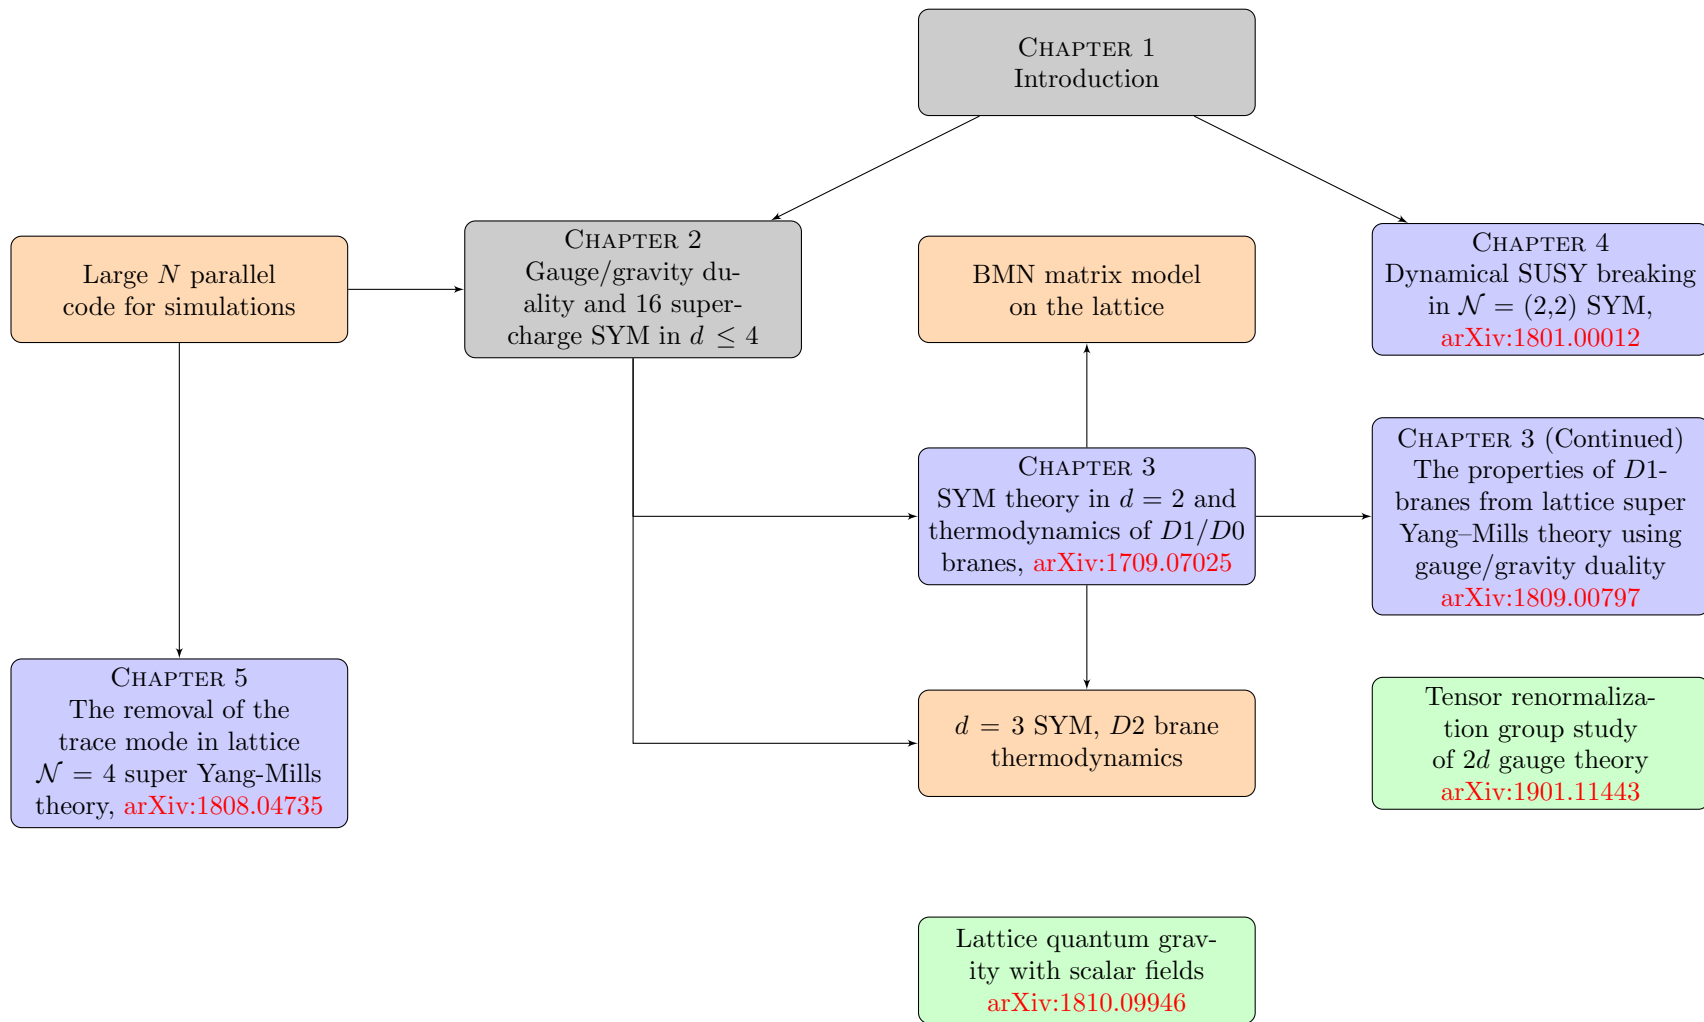 CHAPTER 1
Introduction
Large N parallel
code for simulations
CHAPTER 2
Gauge/gravity du-
ality and 16 super-
charge SYM in d ≤ 4
BMN matrix model
on the lattice
CHAPTER 4
Dynamical SUSY breaking
in 𝒩 = (2,2) SYM,
arXiv:1801.00012
CHAPTER 3
SYM theory in d = 2 and
thermodynamics of D1/D0
branes, arXiv:1709.07025
CHAPTER 3 (Continued)
The properties of D1-
branes from lattice super
Yang–Mills theory using
gauge/gravity duality
arXiv:1809.00797
CHAPTER 5
The removal of the
trace mode in lattice
𝒩 = 4 super Yang-Mills
theory, arXiv:1808.04735
d = 3 SYM, D2 brane
thermodynamics
Tensor renormaliza-
tion group study
of 2d gauge theory
arXiv:1901.11443
Lattice quantum grav-
ity with scalar fields
arXiv:1810.09946